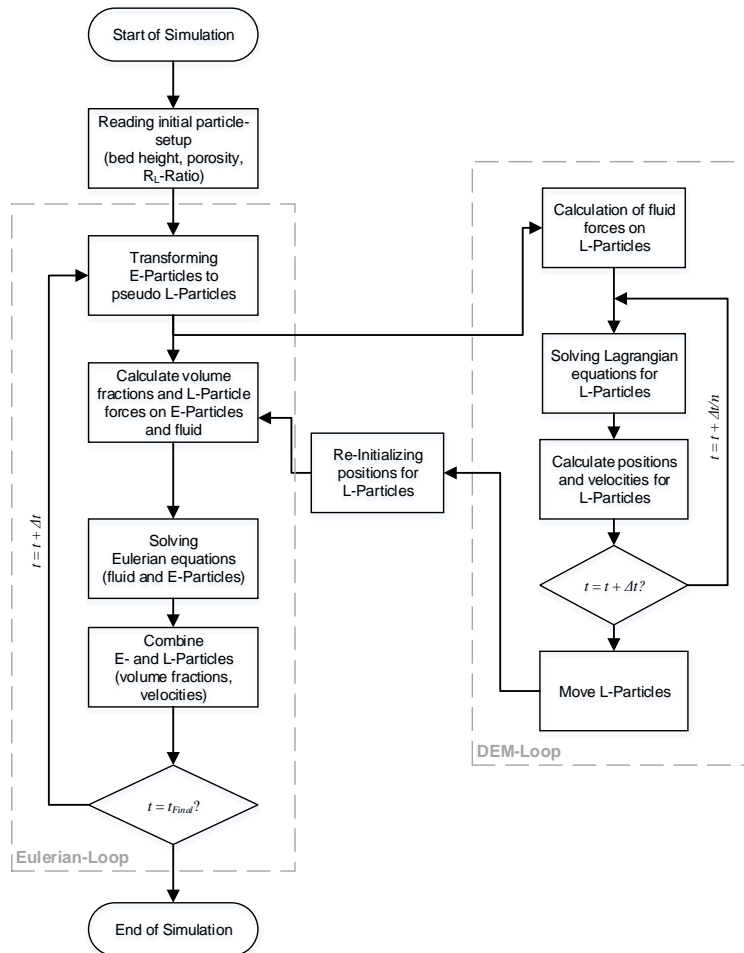 Start of Simulation
Reading initial particle-
setup
(bed height, porosity,
R_L-Ratio)
Transforming
E-Particles to
pseudo L-Particles
Calculate volume
fractions and L-Particle
forces on E-Particles
and fluid
Solving
Eulerian equations
(fluid and E-Particles)
Combine
E- and L-Particles
(volume fractions,
velocities)
t = t_Final?
t = t + Δt
Eulerian-Loop
End of Simulation
Re-Initializing
positions for
L-Particles
Calculation of fluid
forces on
L-Particles
Solving Lagrangian
equations for
L-Particles
Calculate positions
and velocities for
L-Particles
t = t + Δt?
t = t + Δt/n
Move L-Particles
DEM-Loop